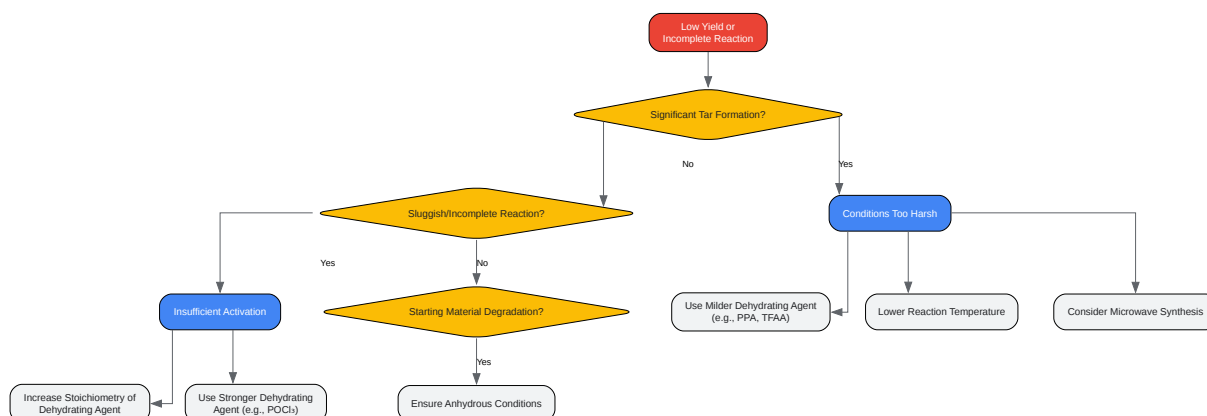 Low Yield or
Incomplete Reaction
Significant Tar Formation?
No
Yes
Sluggish/Incomplete Reaction?
Conditions Too Harsh
Yes
No
Insufficient Activation
Starting Material Degradation?
Use Milder Dehydrating Agent
(e.g., PPA, TFAA)
Lower Reaction Temperature
Consider Microwave Synthesis
Yes
Increase Stoichiometry of
Dehydrating Agent
Use Stronger Dehydrating
Agent (e.g., POCl₃)
Ensure Anhydrous Conditions